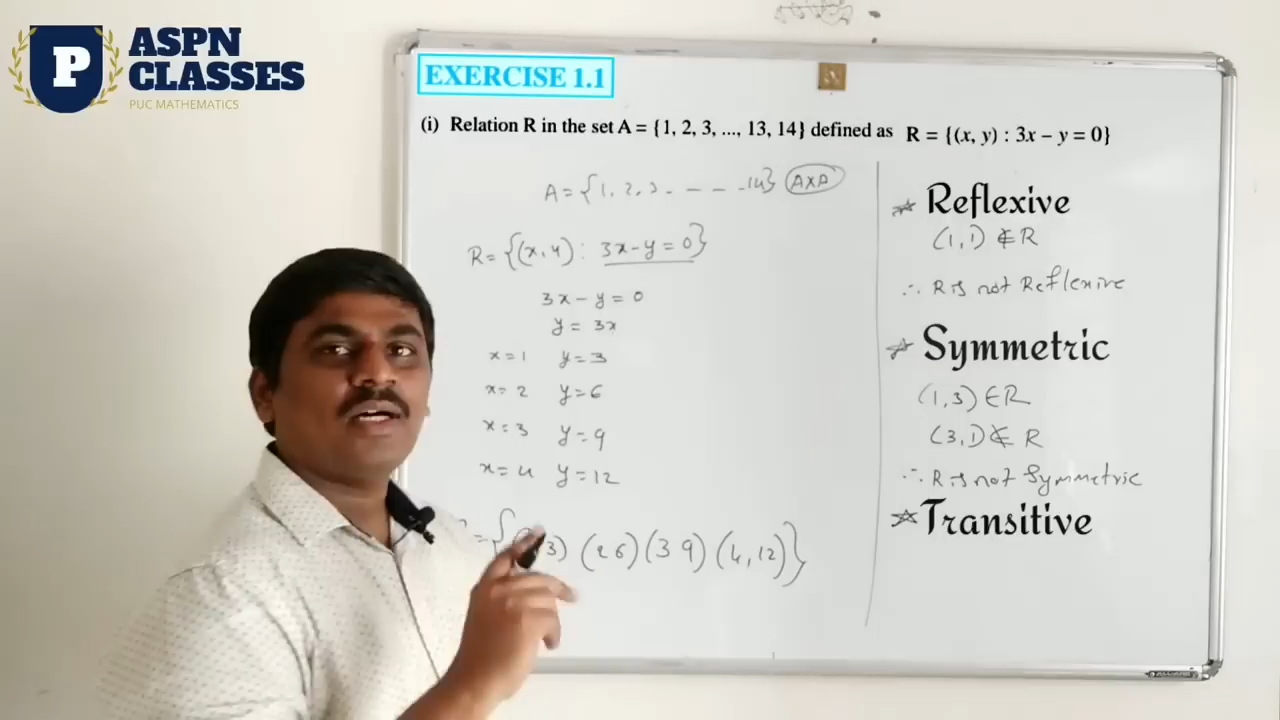 P
ASPN
CLASSES
PUC MATHEMATICS
EXERCISE 1.1
(i) Relation R in the set A = {1, 2, 3, ..., 13, 14} defined as R = {(x, y) : 3x – y = 0}
A = {1, 2, 3 - - - - 14} A×A
R = {(x, y) : 3x - y = 0}
3x - y = 0
y = 3x
x = 1 y = 3
x = 2 y = 6
x = 3 y = 9
x = 4 y = 12
= { 3) (2 6) (3 9) (4, 12)}
Reflexive
(1, 1) ∉ R
∴ R is not Reflexive
Symmetric
(1, 3) ∈ R
(3, 1) ∉ R
∴ R is not Symmetric
Transitive